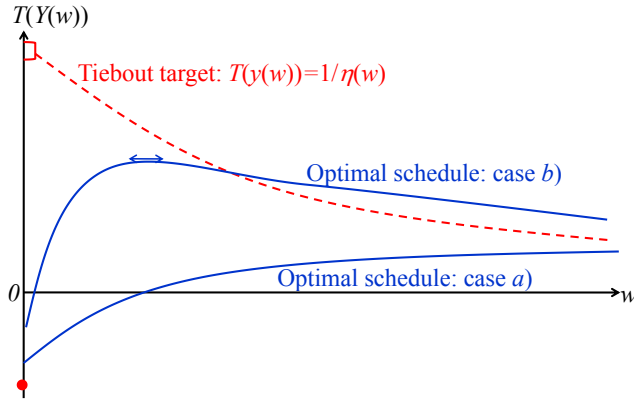 T(Y(w))
Tiebout target: T(y(w))=1/η(w)
Optimal schedule: case b)
Optimal schedule: case a)
0
w